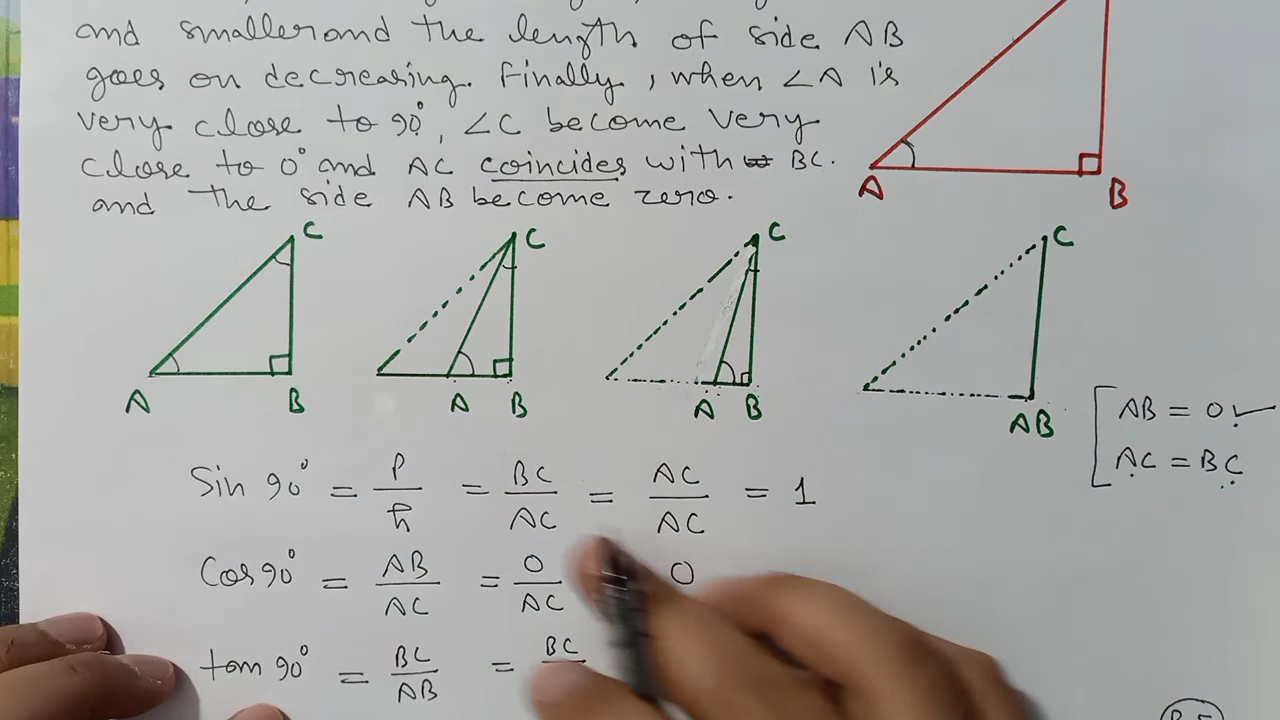 and smaller and the length of side AB
goes on decreasing. Finally, when ∠A is
very close to 90°, ∠C become very
close to 0° and AC coincides with BC.
and the side AB become zero.
A B
C C C C
A B A B A B AB
AB = 0 ✓
AC = BC
Sin 90° = P/h = BC/AC = AC/AC = 1
Cos 90° = AB/AC = 0/AC = 0
tan 90° = BC/AB = BC